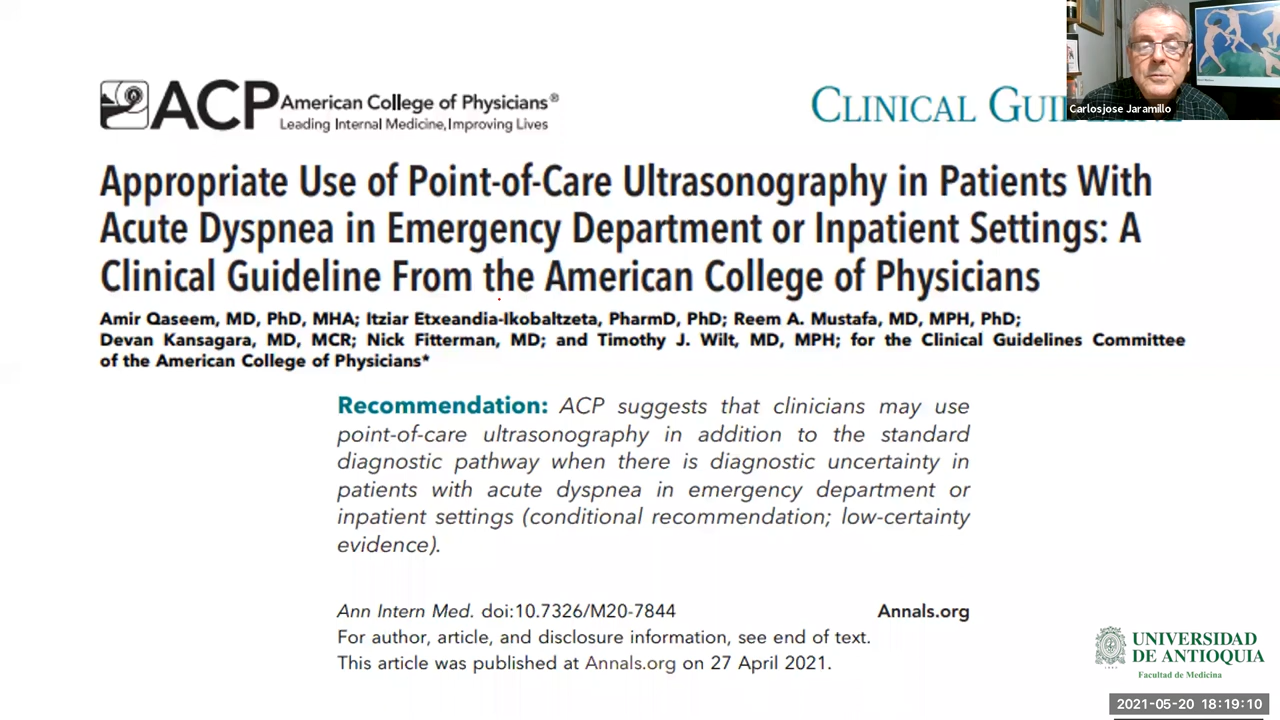 ACP American College of Physicians®
Leading Internal Medicine, Improving Lives
CLINICAL
Carlosjose Jaramillo
Appropriate Use of Point-of-Care Ultrasonography in Patients With
Acute Dyspnea in Emergency Department or Inpatient Settings: A
Clinical Guideline From the American College of Physicians
Amir Qaseem, MD, PhD, MHA; Itziar Etxeandia-Ikobaltzeta, PharmD, PhD; Reem A. Mustafa, MD, MPH, PhD;
Devan Kansagara, MD, MCR; Nick Fitterman, MD; and Timothy J. Wilt, MD, MPH; for the Clinical Guidelines Committee
of the American College of Physicians*
Recommendation: ACP suggests that clinicians may use
point-of-care ultrasonography in addition to the standard
diagnostic pathway when there is diagnostic uncertainty in
patients with acute dyspnea in emergency department or
inpatient settings (conditional recommendation; low-certainty
evidence).
Ann Intern Med. doi:10.7326/M20-7844 Annals.org
For author, article, and disclosure information, see end of text.
This article was published at Annals.org on 27 April 2021.
UNIVERSIDAD
DE ANTIOQUIA
Facultad de Medicina
2021-05-20 18:19:10